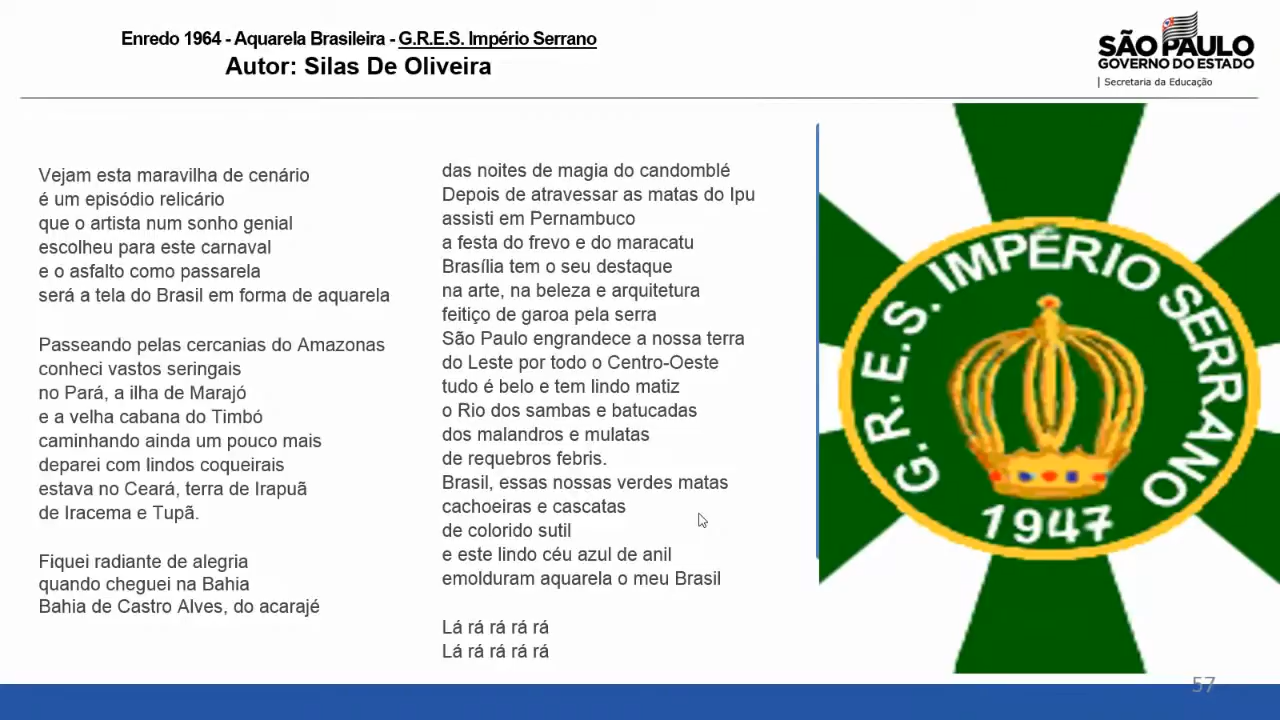 Enredo 1964 - Aquarela Brasileira - G.R.E.S. Império Serrano
Autor: Silas De Oliveira
SÃO PAULO
GOVERNO DO ESTADO
| Secretaria da Educação
Vejam esta maravilha de cenário
é um episódio relicário
que o artista num sonho genial
escolheu para este carnaval
e o asfalto como passarela
será a tela do Brasil em forma de aquarela
Passeando pelas cercanias do Amazonas
conheci vastos seringais
no Pará, a ilha de Marajó
e a velha cabana do Timbó
caminhando ainda um pouco mais
deparei com lindos coqueirais
estava no Ceará, terra de Irapuã
de Iracema e Tupã.
Fiquei radiante de alegria
quando cheguei na Bahia
Bahia de Castro Alves, do acarajé
das noites de magia do candomblé
Depois de atravessar as matas do Ipu
assisti em Pernambuco
a festa do frevo e do maracatu
Brasília tem o seu destaque
na arte, na beleza e arquitetura
feitiço de garoa pela serra
São Paulo engrandece a nossa terra
do Leste por todo o Centro-Oeste
tudo é belo e tem lindo matiz
o Rio dos sambas e batucadas
dos malandros e mulatas
de requebros febris.
Brasil, essas nossas verdes matas
cachoeiras e cascatas
de colorido sutil
e este lindo céu azul de anil
emolduram aquarela o meu Brasil
Lá rá rá rá rá
Lá rá rá rá rá
G.R.E.S. IMPÉRIO SERRANO
1947
57